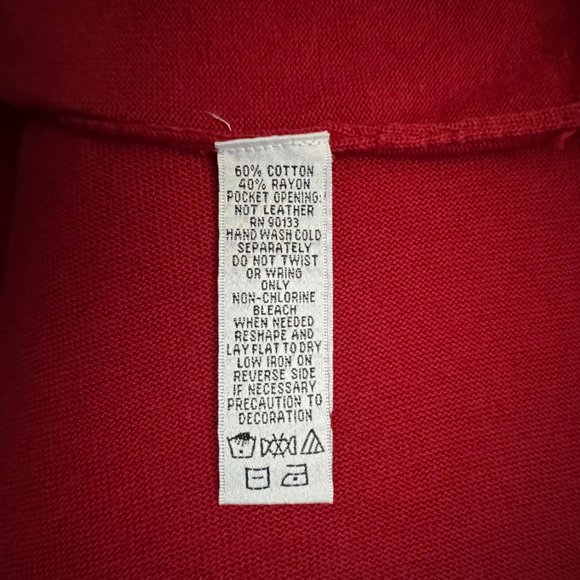 60% COTTON
40% RAYON
POCKET OPENING:
NOT LEATHER
RN 90133
HAND WASH COLD
SEPARATELY
DO NOT TWIST
OR WRING
ONLY
NON-CHLORINE
BLEACH
WHEN NEEDED
RESHAPE AND
LAY FLAT TO DRY
LOW IRON ON
REVERSE SIDE
IF NECESSARY
PRECAUTION TO
DECORATION